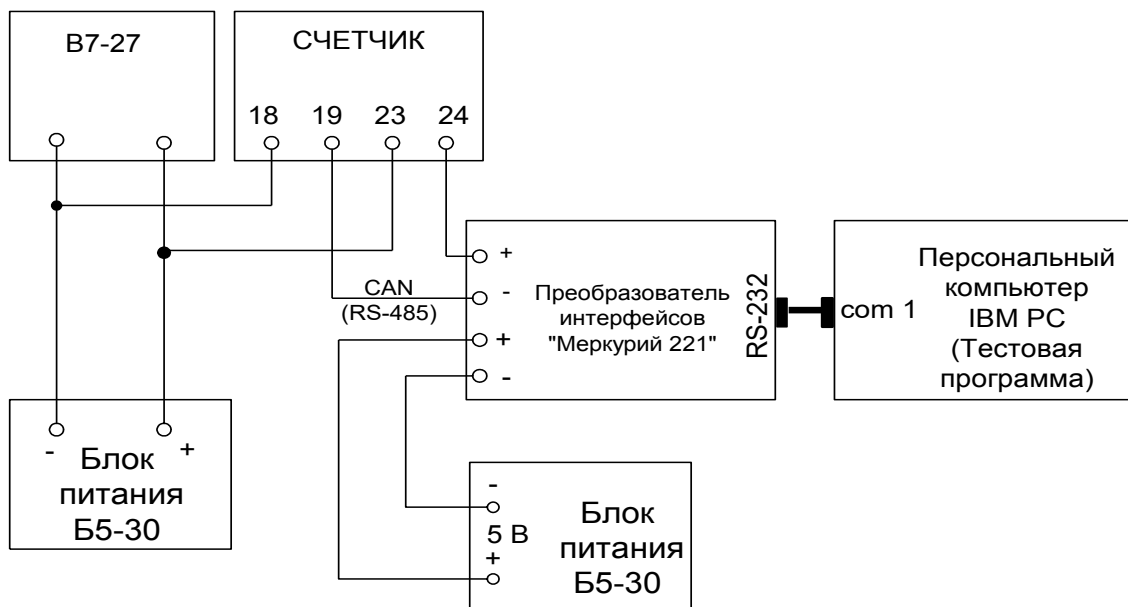 В7-27
СЧЕТЧИК
18 19 23 24
CAN
(RS-485)
+
-
+
-
Преобразователь
интерфейсов
"Меркурий 221"
RS-232
com 1
Персональный
компьютер
IBM PC
(Тестовая
программа)
- +
Блок
питания
Б5-30
-
5 В
+
Блок
питания
Б5-30